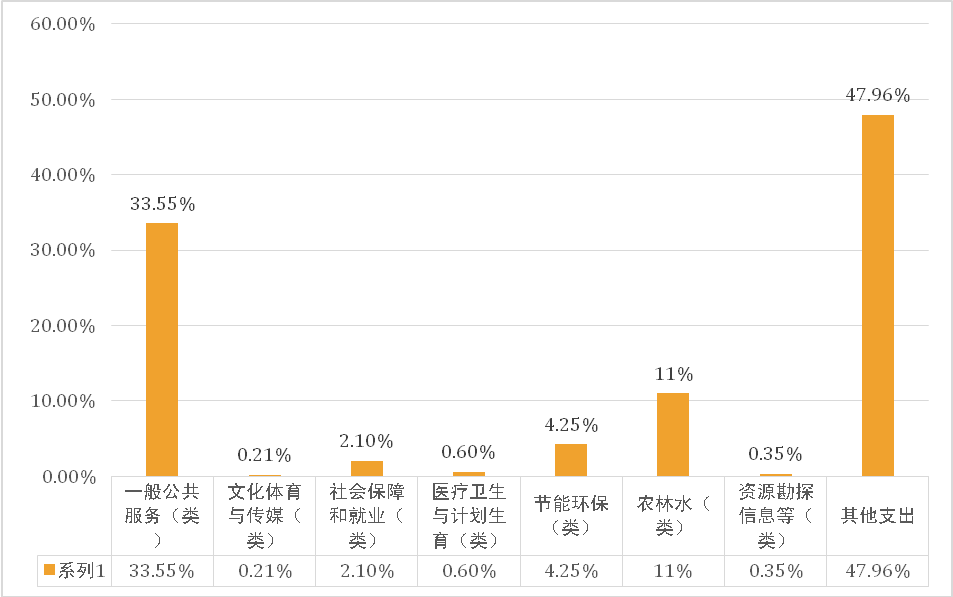 60.00%
50.00%
47.96%
40.00%
33.55%
30.00%
20.00%
11%
10.00%
4.25%
2.10%
0.21%
0.60%
0.35%
0.00%
一般公共
服务（类
）
文化体育
与传媒（
类）
社会保障
和就业（
类）
医疗卫生
与计划生
育（类）
节能环保
（类）
农林水（
类）
资源勘探
信息等（
类）
其他支出
系列1 33.55% 0.21% 2.10% 0.60% 4.25% 11% 0.35% 47.96%